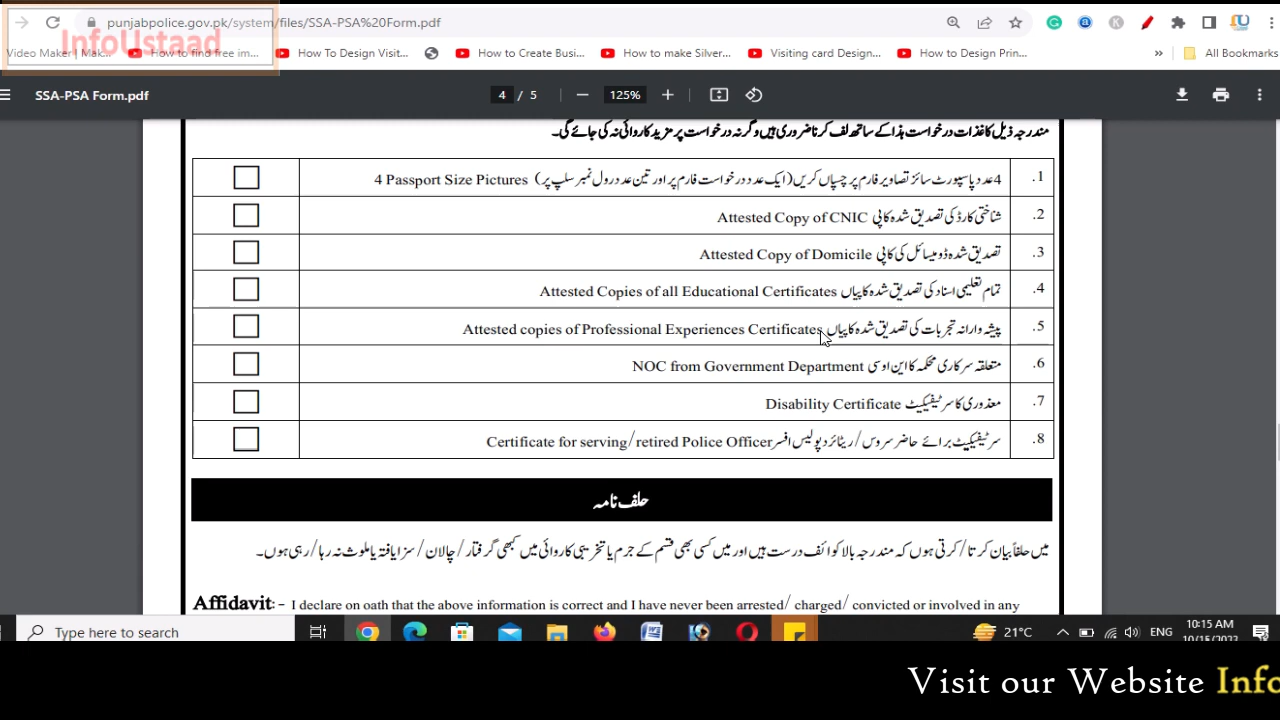 punjabpolice.gov.pk/system/files/SSA-PSA%20Form.pdf
InfoUstaad
Video Maker | Mak...
How to find free im...
How To Design Visit...
How to Create Busi...
How to make Silver...
Visiting card Design...
How to Design Prin...
»
All Bookmarks
SSA-PSA Form.pdf
4 / 5
125%
مندرجہ ذیل کاغذات درخواست ہذا کے ساتھ لف کرنا ضروری ہیں وگرنہ درخواست پر مزید کاروائی نہ کی جائے گی۔
1. 4 عدد پاسپورٹ سائز تصاویر فارم پر چسپاں کریں (ایک عدد درخواست فارم پر اور تین عدد رول نمبر سلپ پر) 4 Passport Size Pictures
2. شناختی کارڈ کی تصدیق شدہ کاپی Attested Copy of CNIC
3. تصدیق شدہ ڈومیسائل کی کاپی Attested Copy of Domicile
4. تمام تعلیمی اسناد کی تصدیق شدہ کاپیاں Attested Copies of all Educational Certificates
5. پیشہ وارانہ تجربات کی تصدیق شدہ کاپیاں Attested copies of Professional Experiences Certificates
6. متعلقہ سرکاری محکمہ کا این او سی NOC from Government Department
7. معذوری کا سرٹیفیکیٹ Disability Certificate
8. سرٹیفیکیٹ برائے حاضر سروس/ریٹائرڈ پولیس افسر Certificate for serving/retired Police Officer
حلف نامہ
میں حلفاً بیان کرتا/کرتی ہوں کہ مندرجہ بالا کوائف درست ہیں اور میں کسی بھی قسم کے جرم یا تخریبی کاروائی میں کبھی گرفتار/چالان/سزا یافتہ یا ملوث نہ رہا/رہی ہوں۔
Affidavit: - I declare on oath that the above information is correct and I have never been arrested/ charged/ convicted or involved in any
Type here to search
21°C
ENG
10:15 AM
Visit our Website Info